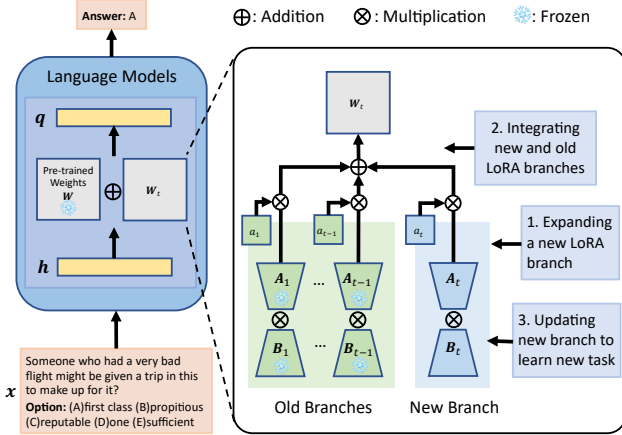 Answer: A
⊕: Addition ⊗: Multiplication ❄: Frozen
Language Models
q
Pre-trained
Weights
W
W_t
h
x
Someone who had a very bad
flight might be given a trip in this
to make up for it?
Option: (A)first class (B)propitious
(C)reputable (D)one (E)sufficient
W_t
2. Integrating
new and old
LoRA branches
a_1
a_{t-1}
a_t
1. Expanding
a new LoRA
branch
A_1 ... A_{t-1} A_t
B_1 ... B_{t-1} B_t
3. Updating
new branch to
learn new task
Old Branches New Branch